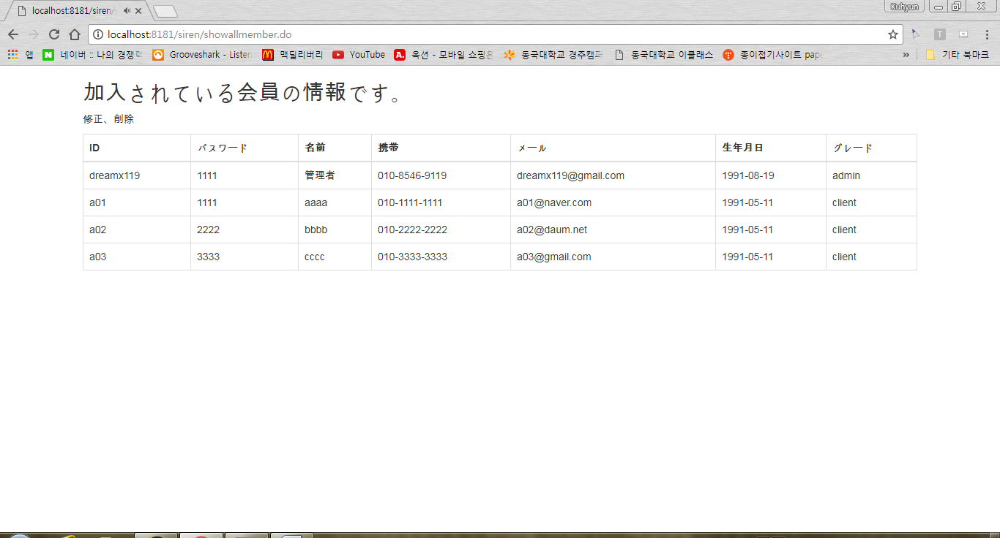 localhost:8181/siren/
Kuhyun
localhost:8181/siren/showallmember.do
앱 네이버 :: 나의 경쟁력 Grooveshark - Listen 맥딜리버리 YouTube 옥션 - 모바일 쇼핑은 동국대학교 경주캠퍼 동국대학교 이클래스 종이접기사이트 pape » 기타 북마크
加入されている会員の情報です。
修正、削除
ID パスワード 名前 携帯 メール 生年月日 グレード
dreamx119 1111 管理者 010-8546-9119 dreamx119@gmail.com 1991-08-19 admin
a01 1111 aaaa 010-1111-1111 a01@naver.com 1991-05-11 client
a02 2222 bbbb 010-2222-2222 a02@daum.net 1991-05-11 client
a03 3333 cccc 010-3333-3333 a03@gmail.com 1991-05-11 client